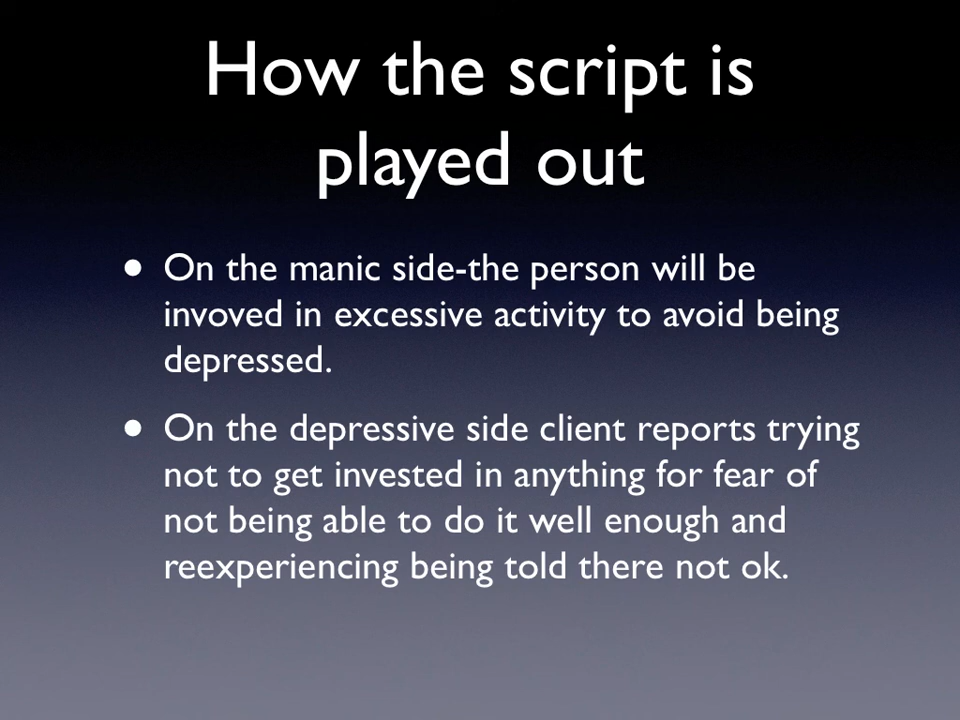 How the script is
played out
• On the manic side-the person will be
invoved in excessive activity to avoid being
depressed.
• On the depressive side client reports trying
not to get invested in anything for fear of
not being able to do it well enough and
reexperiencing being told there not ok.